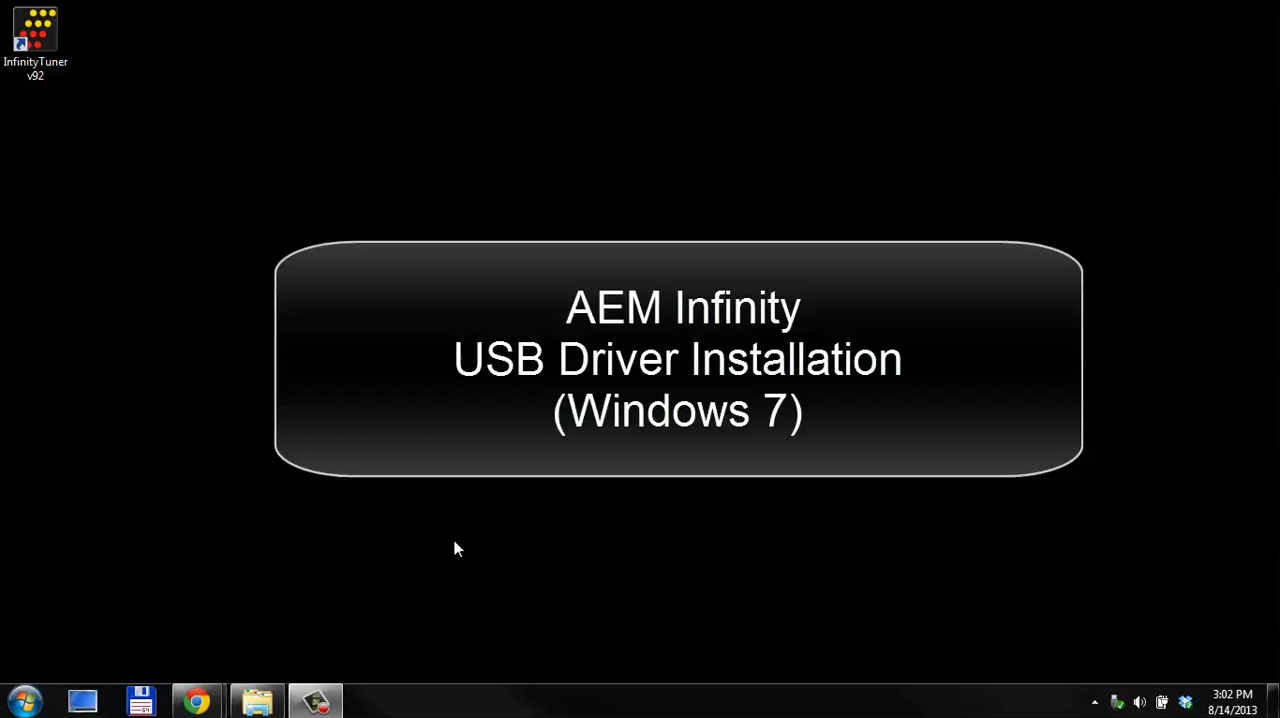 InfinityTuner
v92
AEM Infinity
USB Driver Installation
(Windows 7)
3:02 PM
8/14/2013